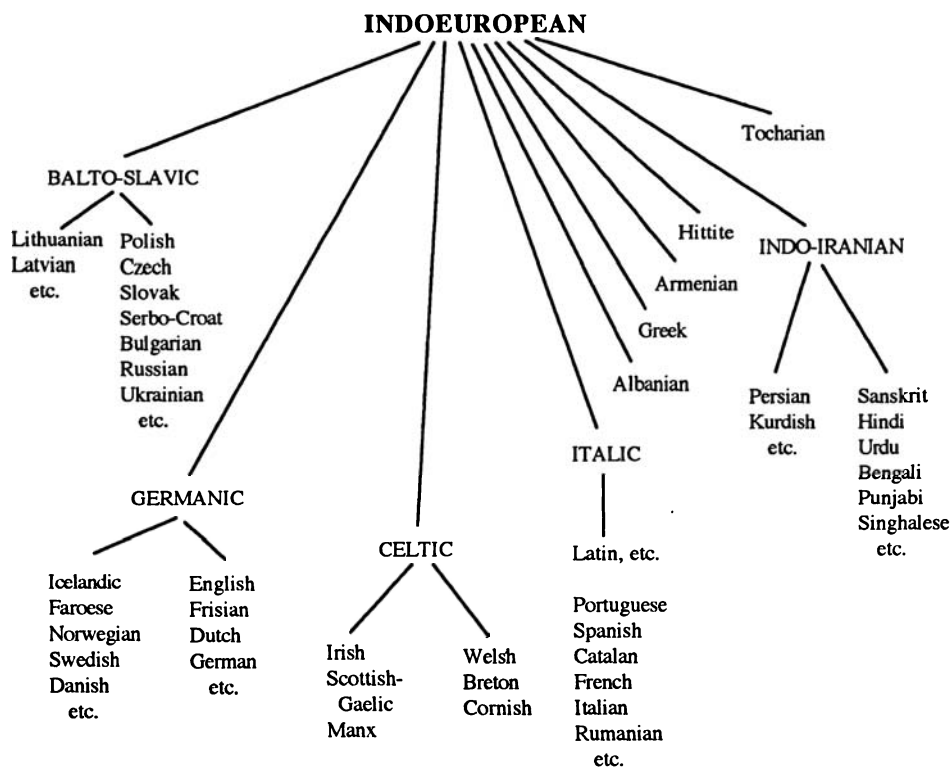 INDOEUROPEAN
Tocharian
BALTO-SLAVIC
Lithuanian
Latvian
etc.
Polish
Czech
Slovak
Serbo-Croat
Bulgarian
Russian
Ukrainian
etc.
Hittite
Armenian
Greek
Albanian
INDO-IRANIAN
Persian
Kurdish
etc.
Sanskrit
Hindi
Urdu
Bengali
Punjabi
Singhalese
etc.
GERMANIC
Icelandic
Faroese
Norwegian
Swedish
Danish
etc.
English
Frisian
Dutch
German
etc.
CELTIC
Irish
Scottish-
Gaelic
Manx
Welsh
Breton
Cornish
ITALIC
Latin, etc.
Portuguese
Spanish
Catalan
French
Italian
Rumanian
etc.